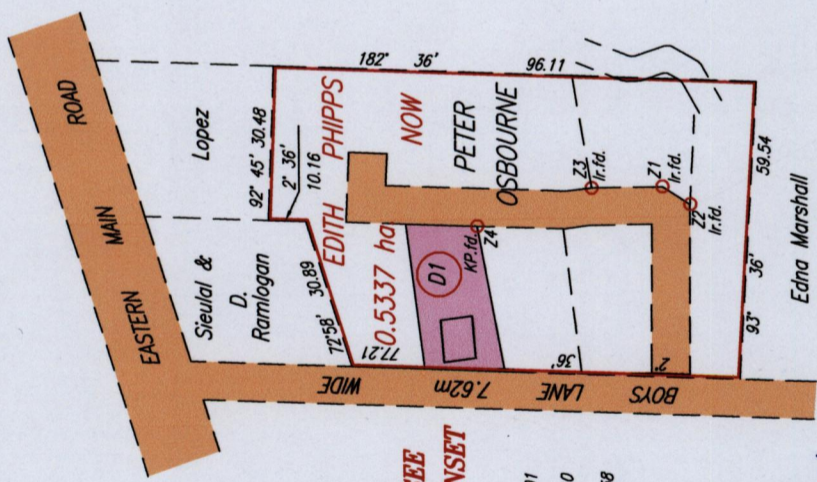 EASTERN MAIN ROAD
Lopez
Sieulal &
D.
Ramlogan
92° 45' 30.48
2° 36'
10.16
182° 36' 96.11
72°58' 30.89
EDITH PHIPPS
NOW
PETER
OSBOURNE
0.5337 ha
77.21
2° 36'
D1
KP.fd.
Z4
Z3
Ir.fd.
Z1
Ir.fd.
Z2
Ir.fd.
59.54
93° 36'
Edna Marshall
BOYS LANE 7.62m WIDE
NSET